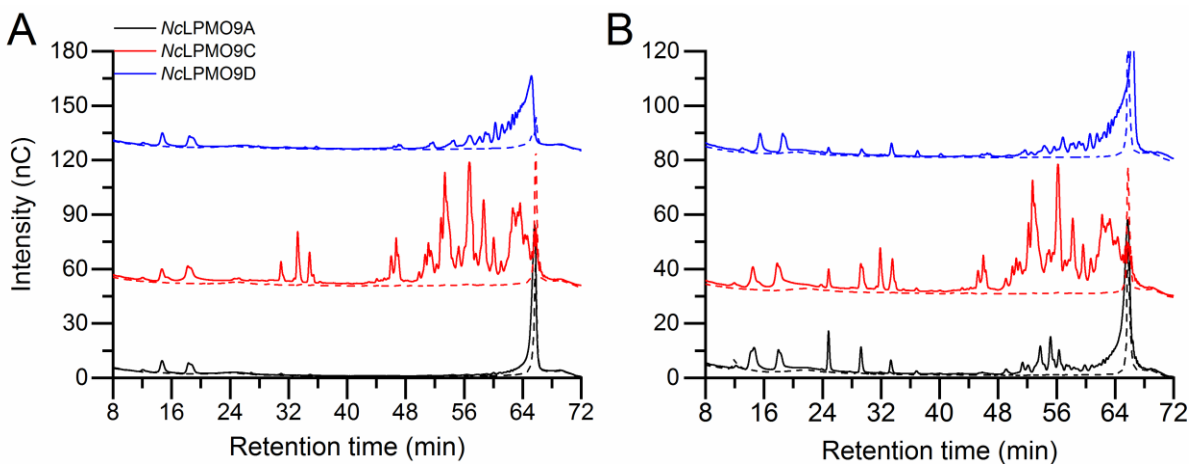 A
NcLPMO9A
NcLPMO9C
NcLPMO9D
Intensity (nC)
180
150
120
90
60
30
0
8 16 24 32 40 48 56 64 72
Retention time (min)
B
120
100
80
60
40
20
0
8 16 24 32 40 48 56 64 72
Retention time (min)